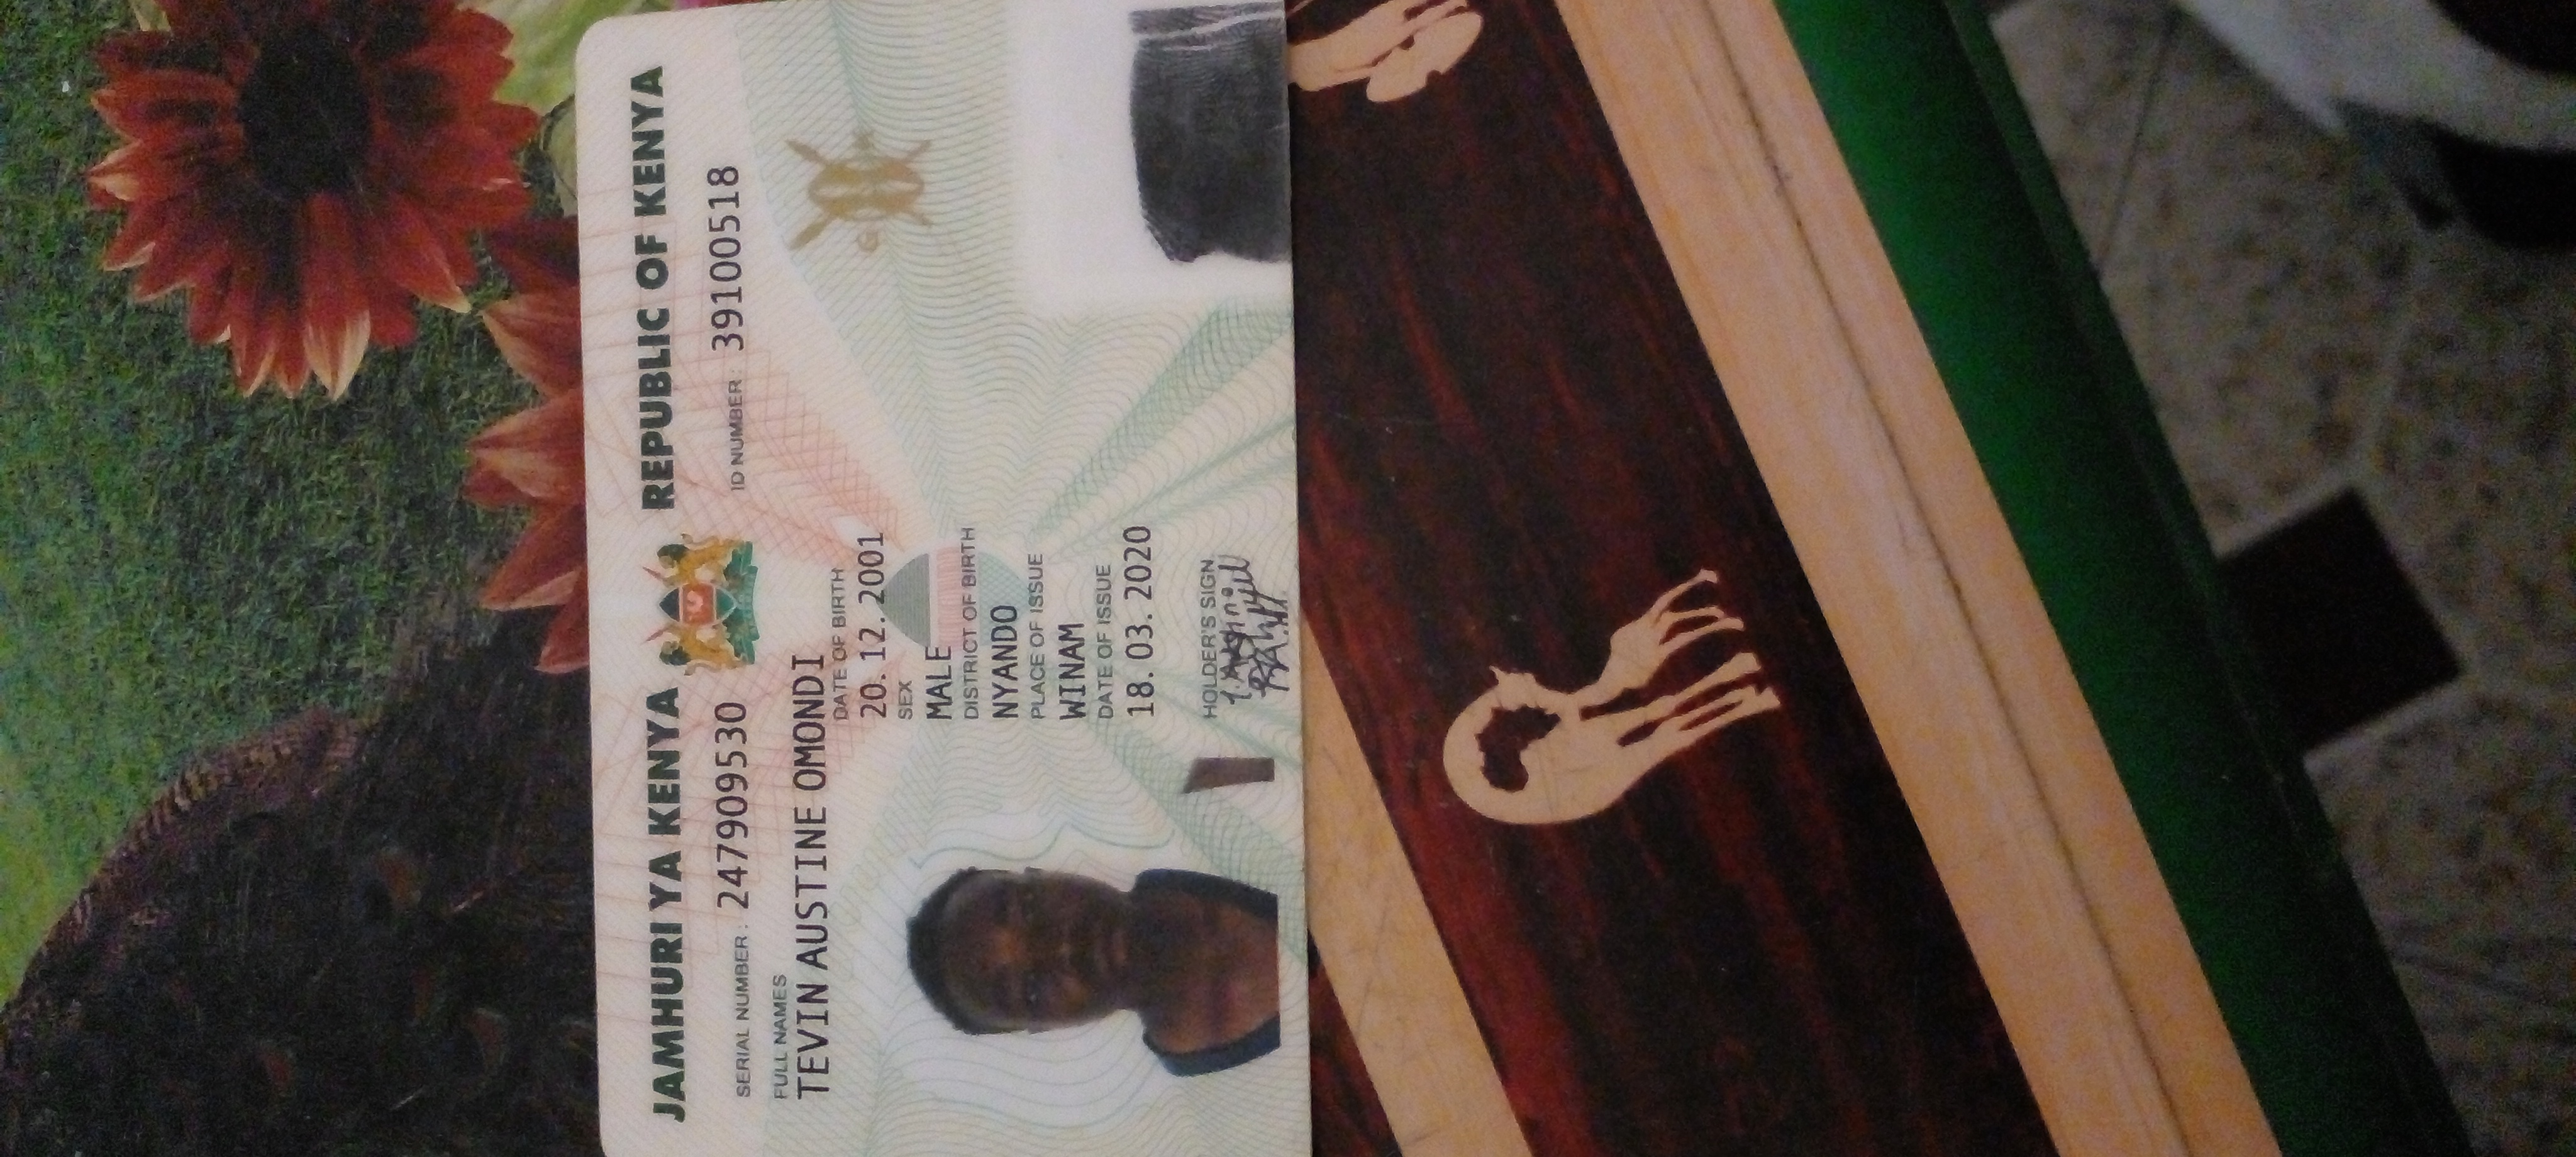 JAMHURI YA KENYA REPUBLIC OF KENYA
SERIAL NUMBER : 247909530 ID NUMBER : 39100518
FULL NAMES
TEVIN AUSTINE OMONDI
DATE OF BIRTH
20. 12. 2001
SEX
MALE
DISTRICT OF BIRTH
NYANDO
PLACE OF ISSUE
WINAM
DATE OF ISSUE
18. 03. 2020
HOLDER'S SIGN